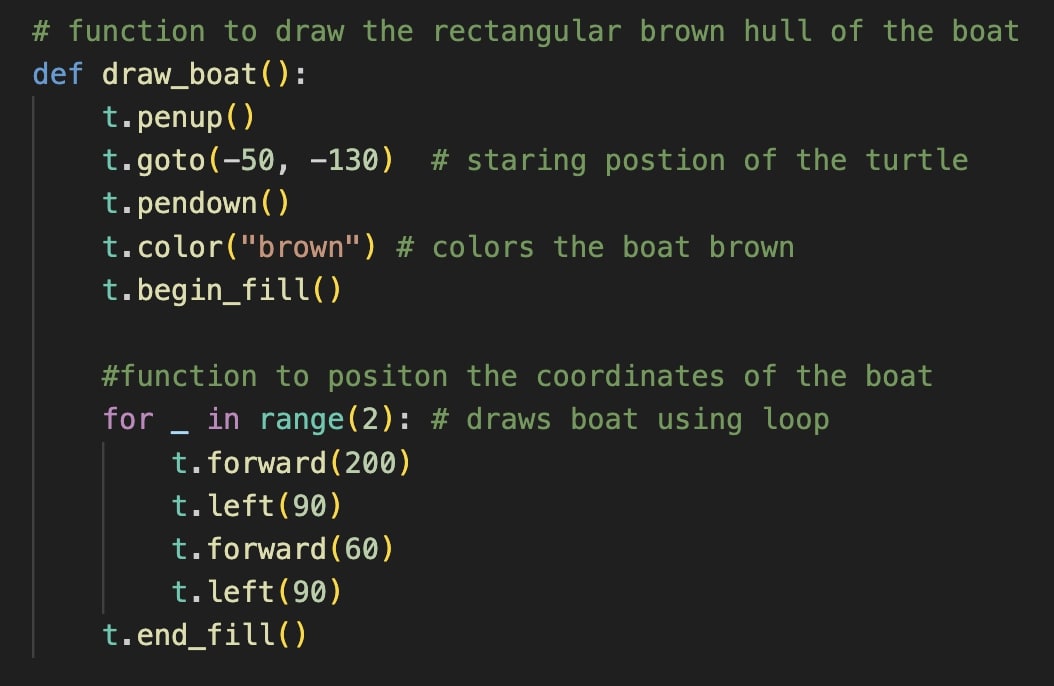 # function to draw the rectangular brown hull of the boat
def draw_boat():
    t.penup()
    t.goto(-50, -130)  # staring postion of the turtle
    t.pendown()
    t.color("brown") # colors the boat brown
    t.begin_fill()

    #function to positon the coordinates of the boat
    for _ in range(2): # draws boat using loop
        t.forward(200)
        t.left(90)
        t.forward(60)
        t.left(90)
    t.end_fill()